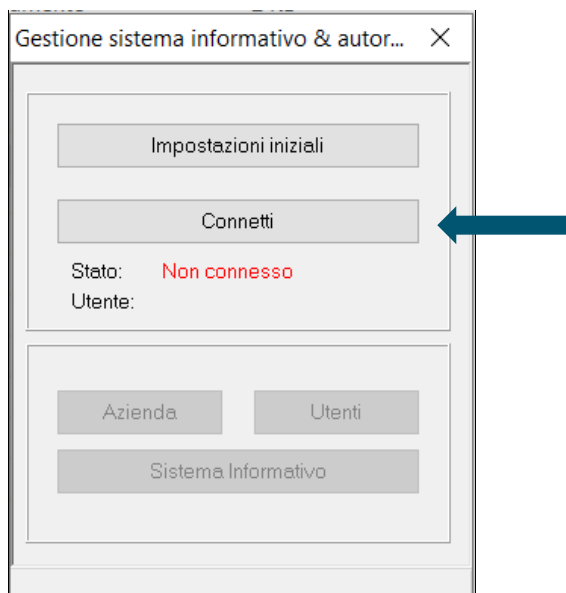 Gestione sistema informativo & autor...
Impostazioni iniziali
Connetti
Stato: Non connesso
Utente:
Azienda Utenti
Sistema Informativo